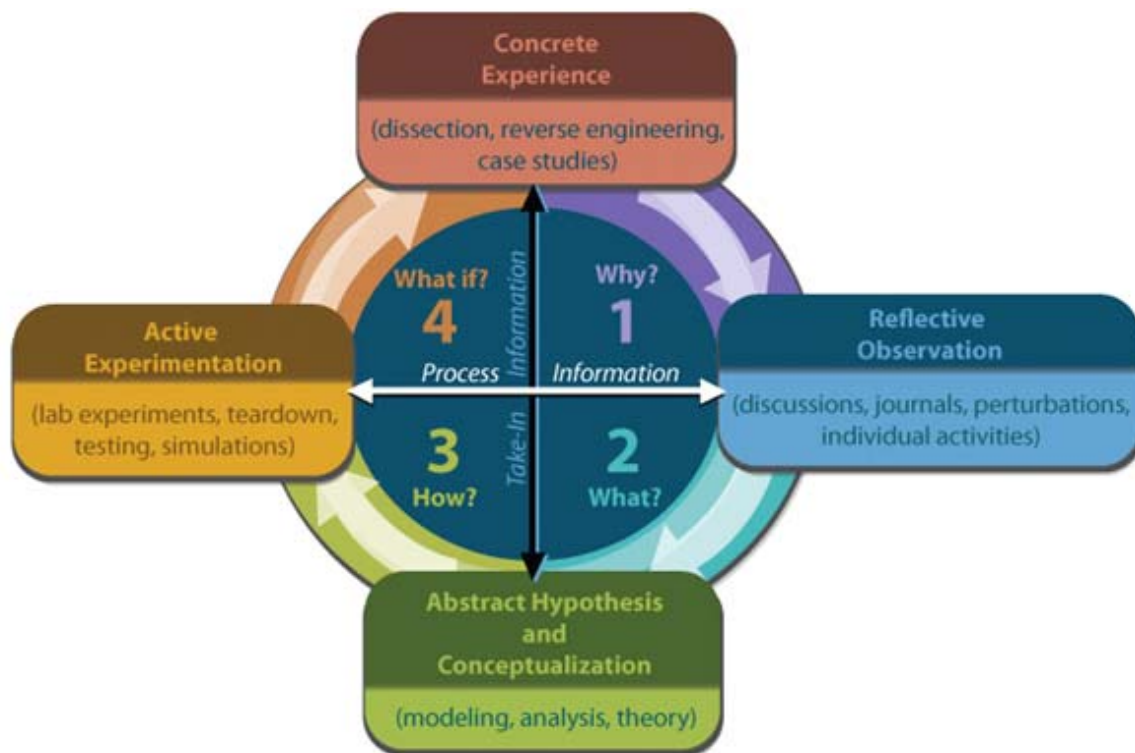 Concrete
Experience
(dissection, reverse engineering,
case studies)
What if?
4
Why?
1
Active
Experimentation
(lab experiments, teardown,
testing, simulations)
Process
Information
Take-In Information
Reflective
Observation
(discussions, journals, perturbations,
individual activities)
3
How?
2
What?
Abstract Hypothesis
and
Conceptualization
(modeling, analysis, theory)